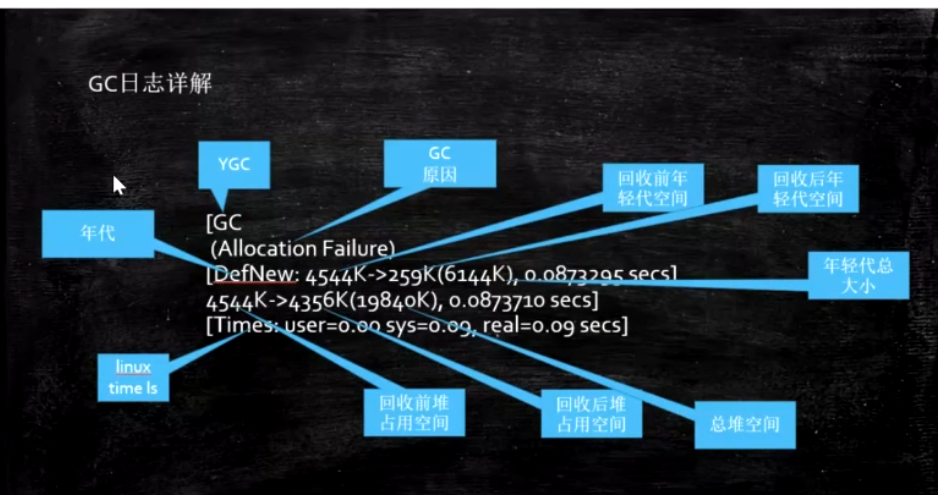 GC日志详解
YGC
GC
原因
回收前年
轻代空间
回收后年
轻代空间
年代
[GC
(Allocation Failure)
[DefNew: 4544K->259K(6144K), 0.0873295 secs]
4544K->4356K(19840K), 0.0873710 secs]
[Times: user=0.00 sys=0.09, real=0.09 secs]
年轻代总
大小
linux
time ls
回收前堆
占用空间
回收后堆
占用空间
总堆空间